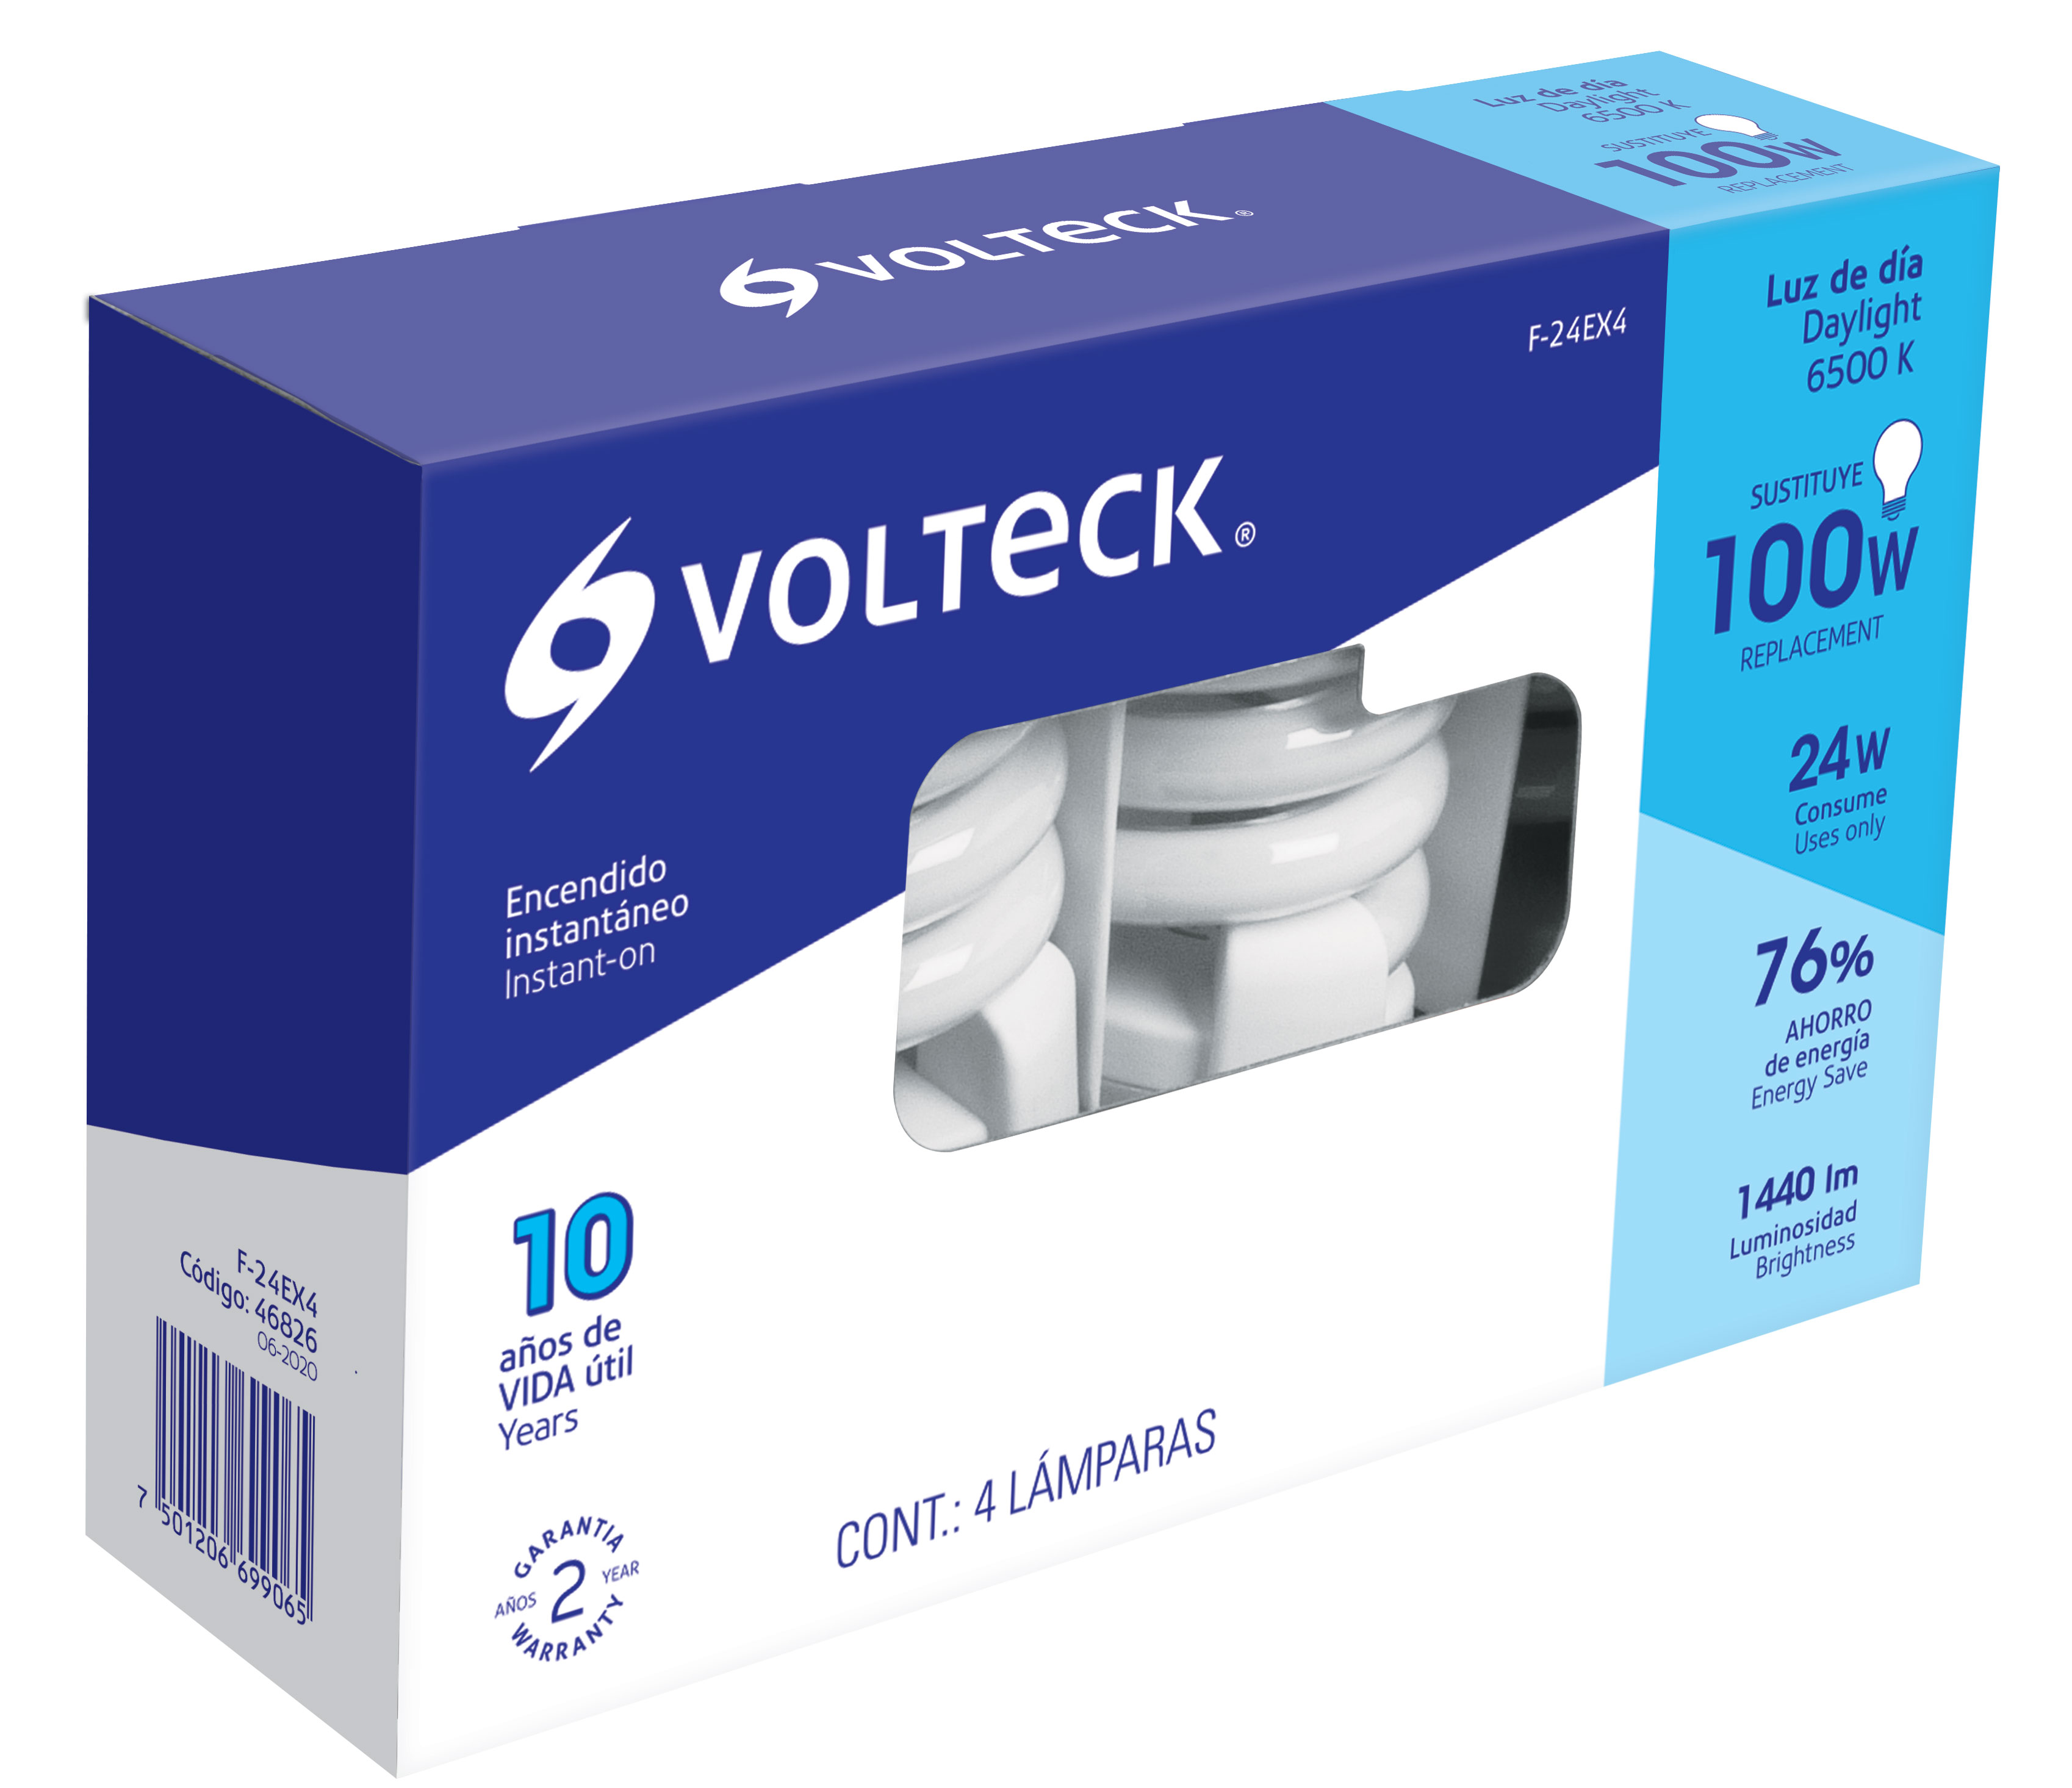 VOLTECK®
Luz de día
Daylight
6500 K
SUSTITUYE
100W
REPLACEMENT
F-24EX4
VOLTECK®
Encendido
instantáneo
Instant-on
10
años de
VIDA útil
Years
GARANTIA
AÑOS 2 YEAR
WARRANTY
CONT.: 4 LÁMPARAS
Luz de día
Daylight
6500 K
SUSTITUYE
100W
REPLACEMENT
24W
Consume
Uses only
76%
AHORRO
de energía
Energy Save
1440 lm
Luminosidad
Brightness
F-24EX4
Código: 46826
06-2020
7 501206 699065